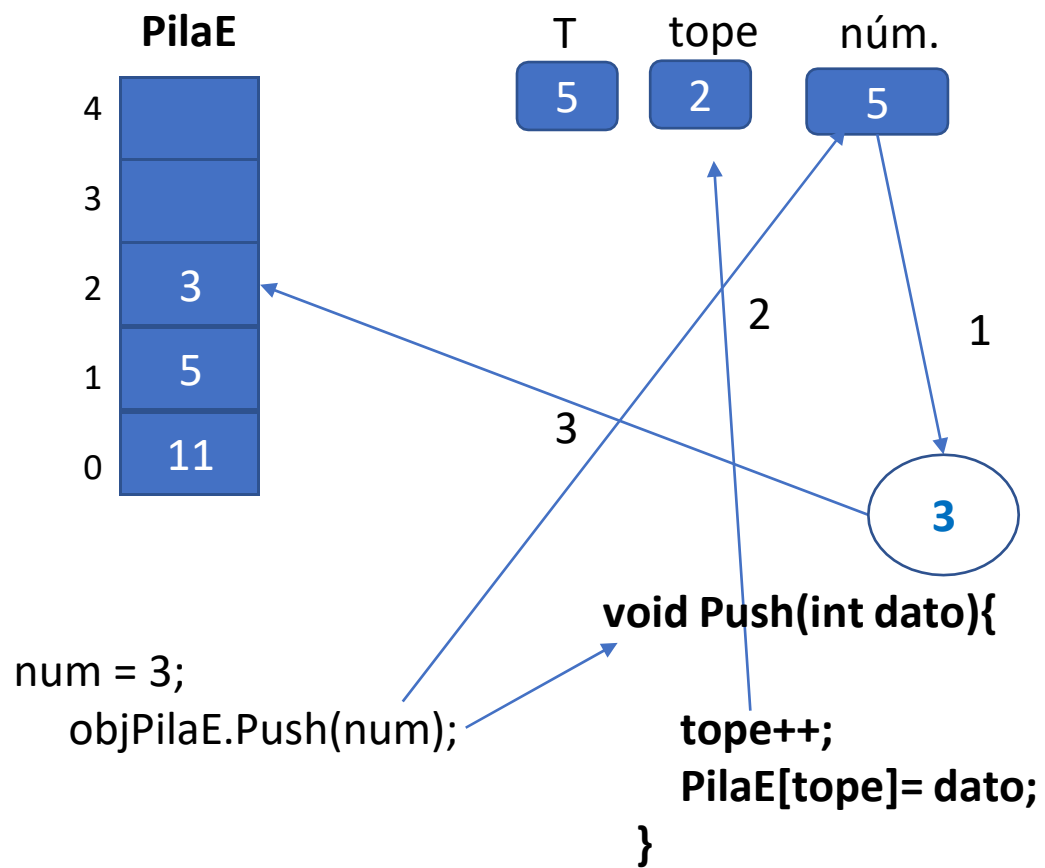 PilaE
T tope núm.
5 2 5
4
3
2 3
1 5
0 11
2
1
3
3
void Push(int dato){
num = 3;
objPilaE.Push(num);
tope++;
PilaE[tope]= dato;
}